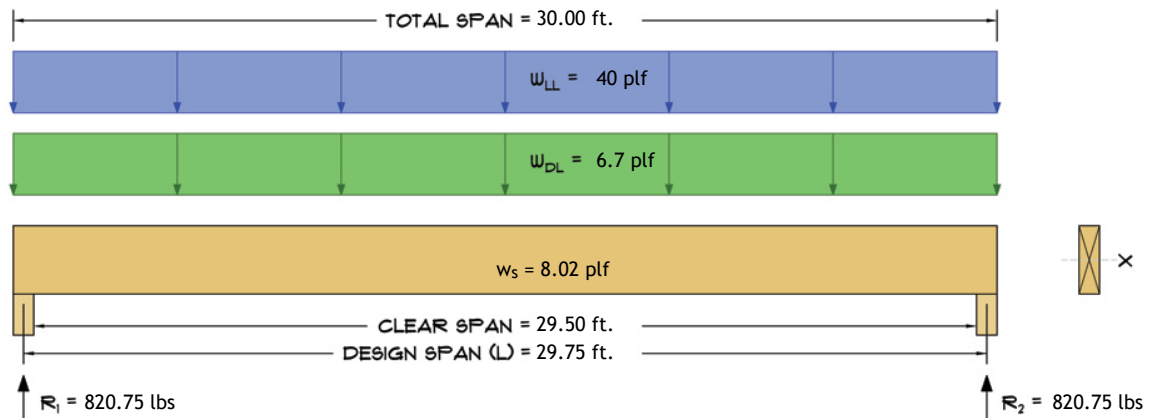 TOTAL SPAN = 30.00 ft.
WLL = 40 plf
WDL = 6.7 plf
ws = 8.02 plf
X
CLEAR SPAN = 29.50 ft.
DESIGN SPAN (L) = 29.75 ft.
R1 = 820.75 lbs
R2 = 820.75 lbs